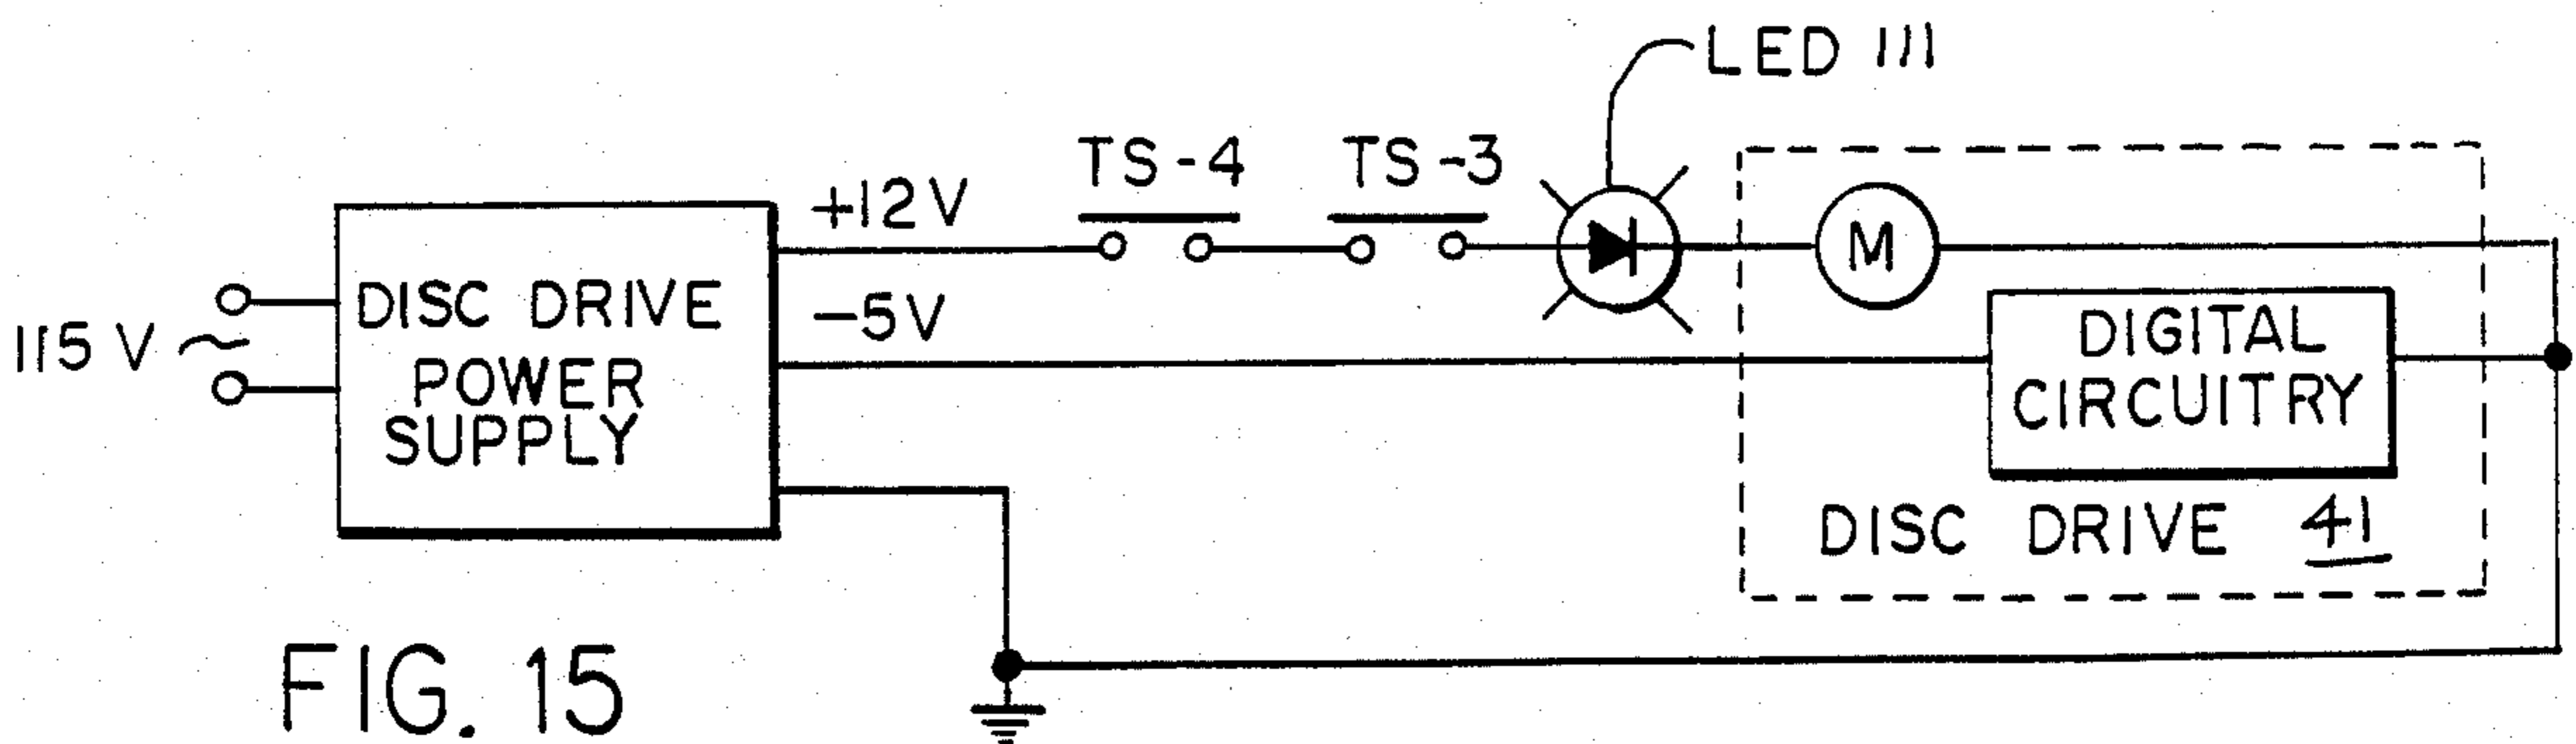 LED 111
TS-4
TS-3
+12V
M
DISC DRIVE
POWER
SUPPLY
-5V
115 V ~
DIGITAL
CIRCUITRY
DISC DRIVE 41
FIG. 15